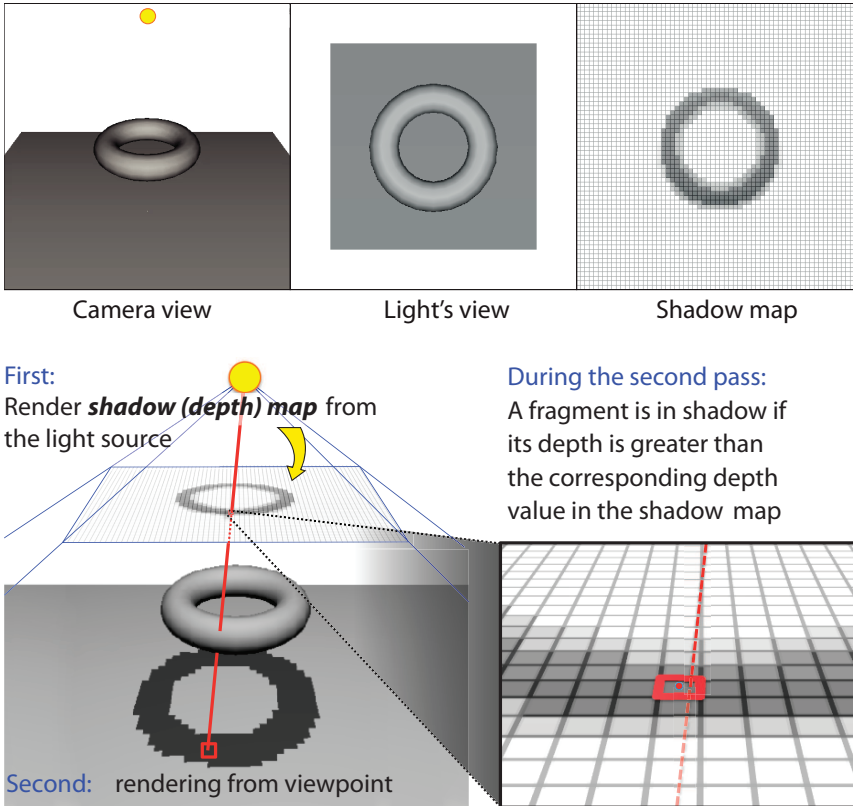 Camera view
Light's view
Shadow map
First:
Render shadow (depth) map from
the light source
During the second pass:
A fragment is in shadow if
its depth is greater than
the corresponding depth
value in the shadow map
Second: rendering from viewpoint